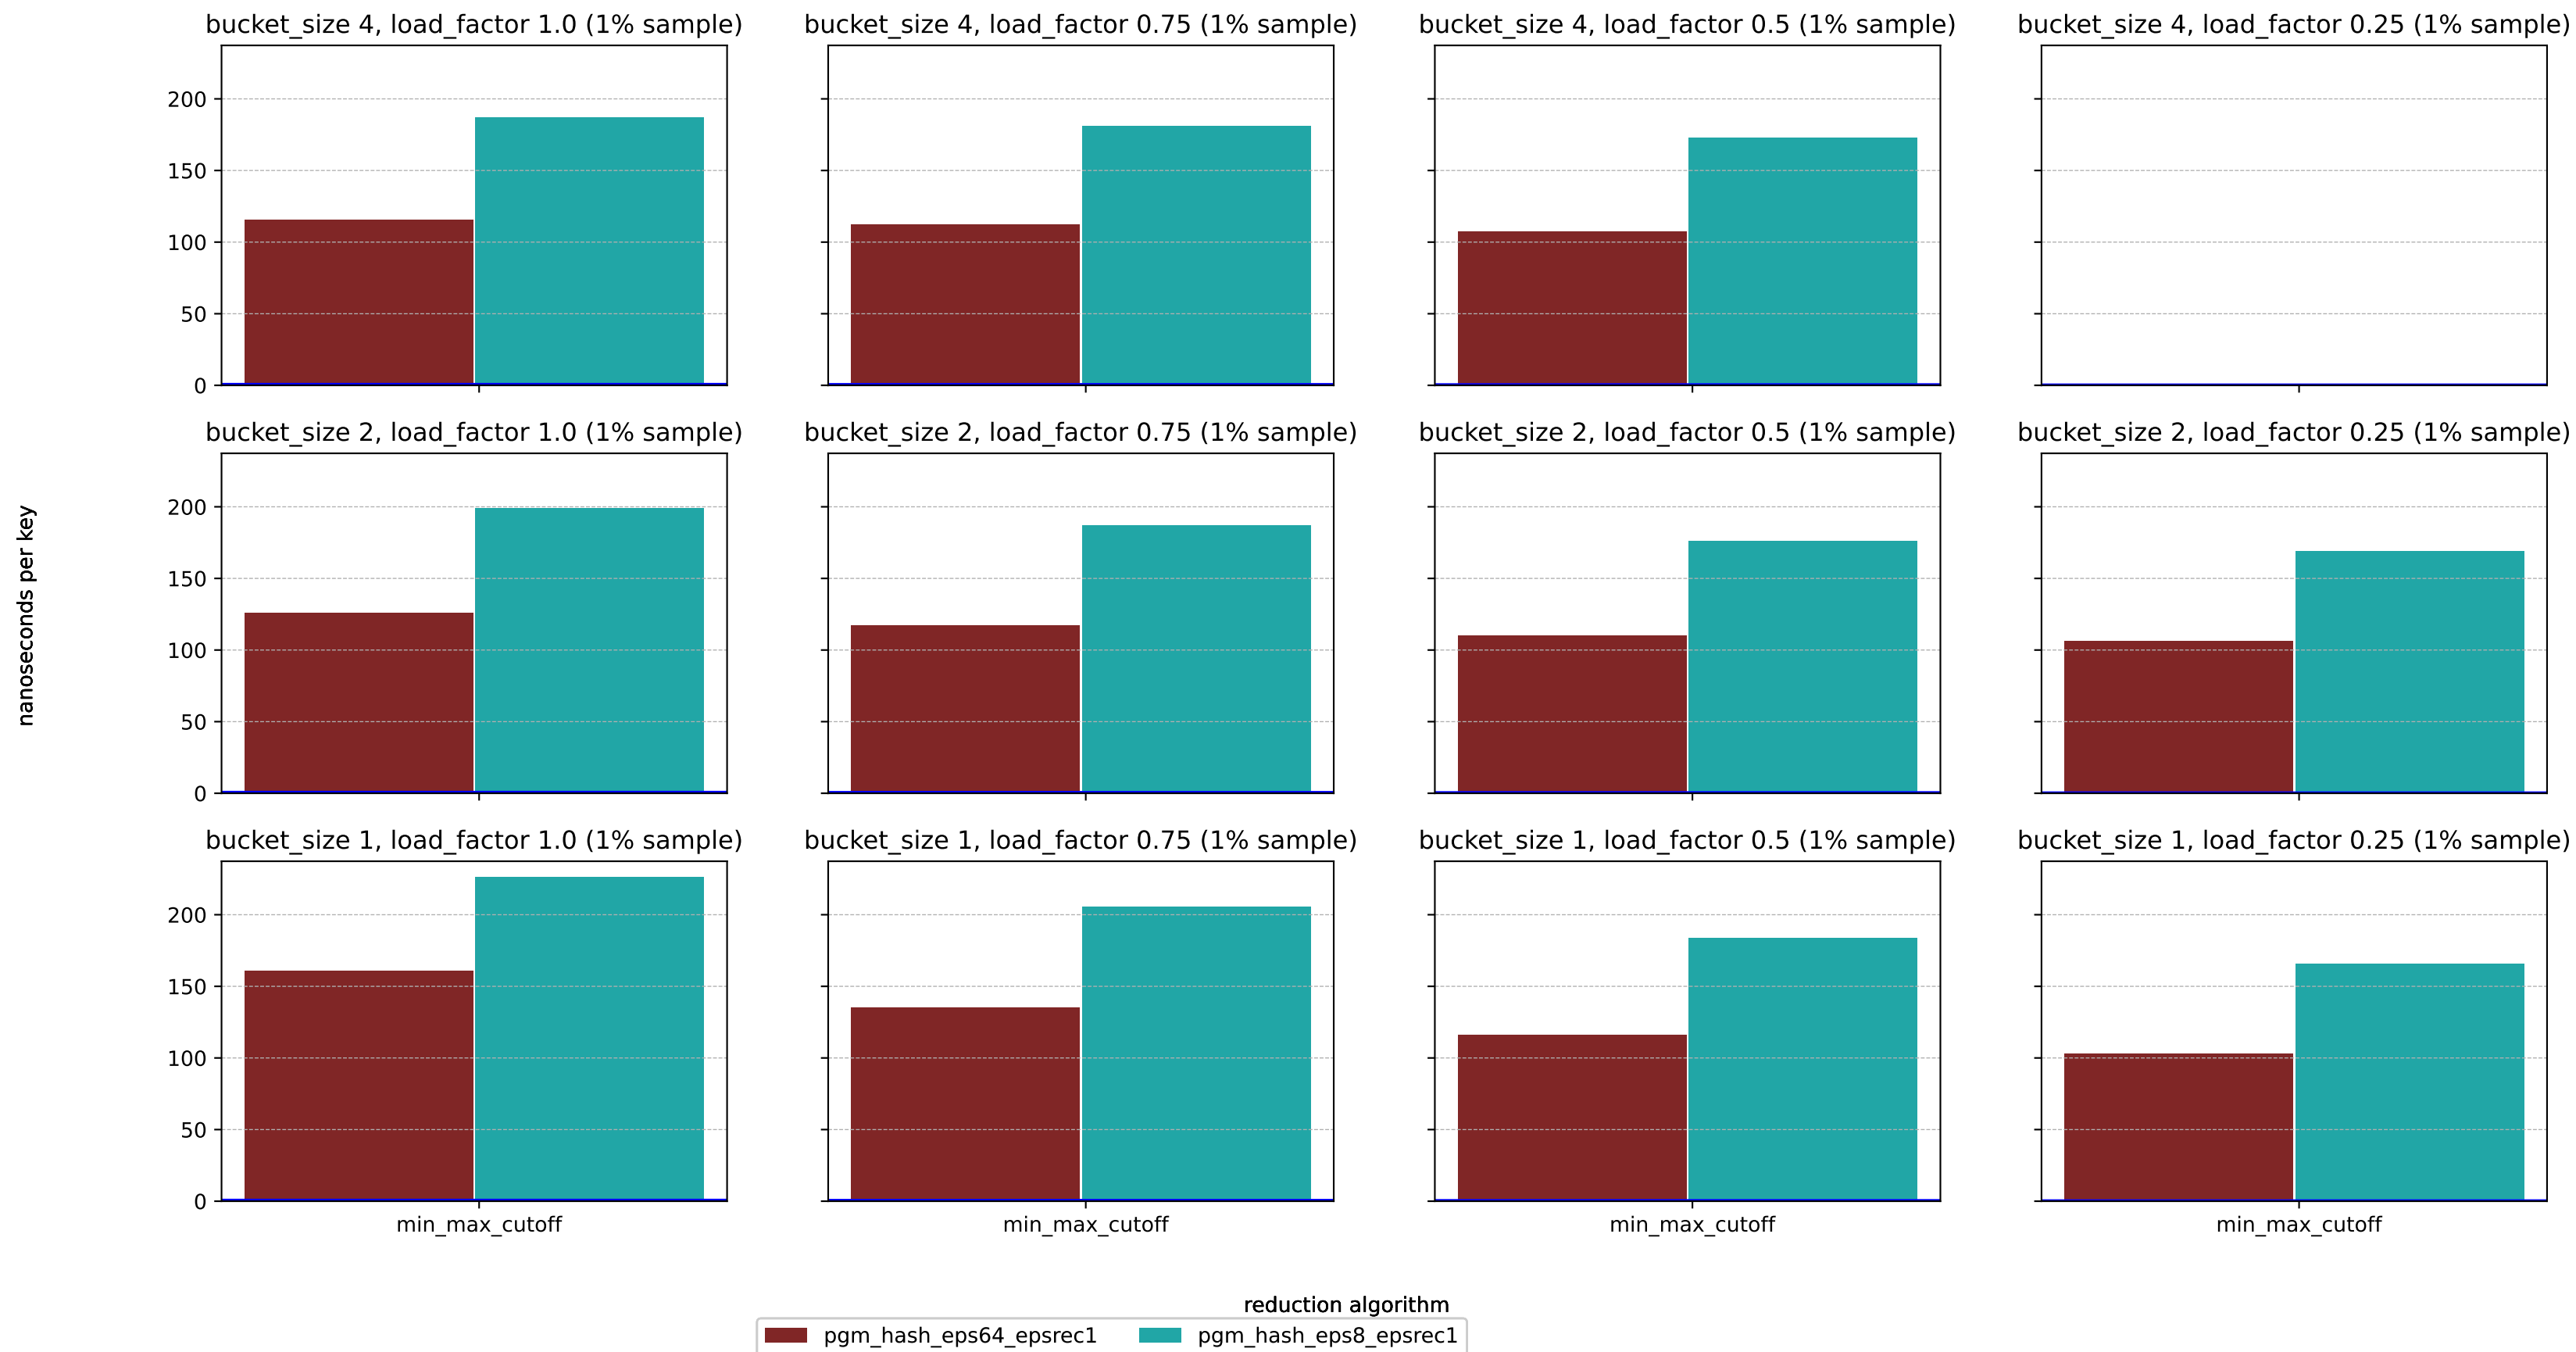 bucket_size 4, load_factor 1.0 (1% sample)
bucket_size 4, load_factor 0.75 (1% sample)
bucket_size 4, load_factor 0.5 (1% sample)
bucket_size 4, load_factor 0.25 (1% sample)
200
150
100
50
0
bucket_size 2, load_factor 1.0 (1% sample)
bucket_size 2, load_factor 0.75 (1% sample)
bucket_size 2, load_factor 0.5 (1% sample)
bucket_size 2, load_factor 0.25 (1% sample)
nanoseconds per key
200
150
100
50
0
bucket_size 1, load_factor 1.0 (1% sample)
bucket_size 1, load_factor 0.75 (1% sample)
bucket_size 1, load_factor 0.5 (1% sample)
bucket_size 1, load_factor 0.25 (1% sample)
200
150
100
50
0
min_max_cutoff
min_max_cutoff
min_max_cutoff
min_max_cutoff
reduction algorithm
pgm_hash_eps64_epsrec1
pgm_hash_eps8_epsrec1